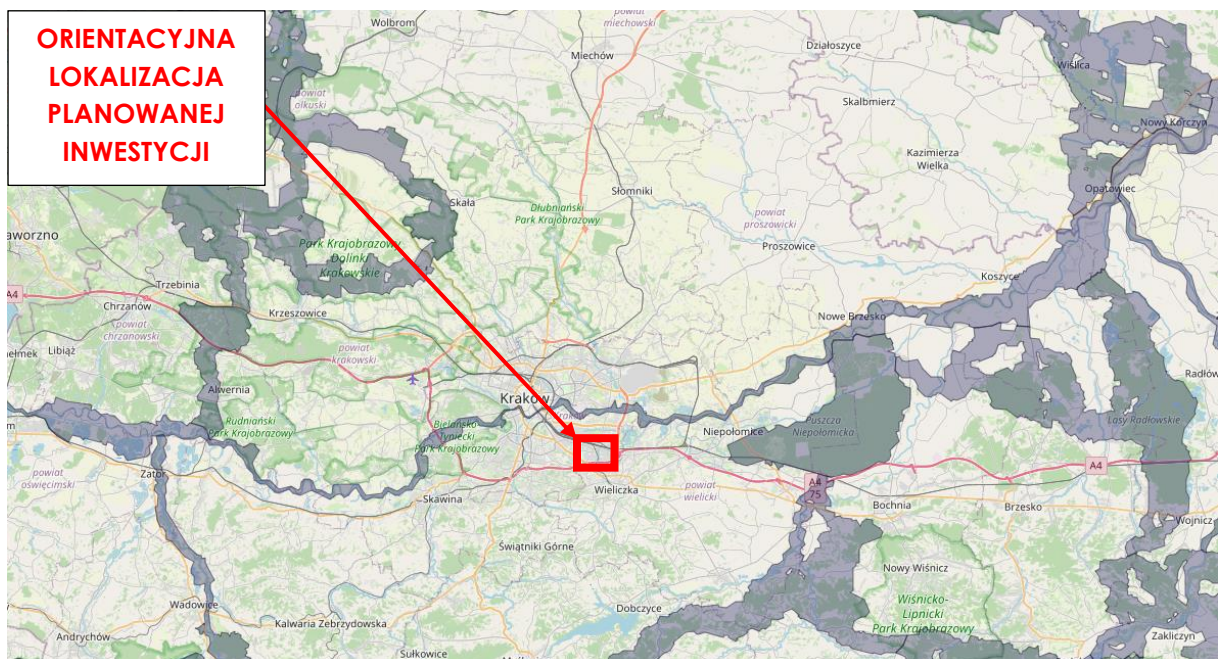 ORIENTACYJNA
LOKALIZACJA
PLANOWANEJ
INWESTYCJI
Wolbrom
powiat
miechowski
Miechów
Działoszyce
Wiślica
powiat
olkuski
Skalbmierz
Nowy Korczyn
Kazimierza
Wielka
Słomniki
Opatowiec
Skała
Dłubniański
Park Krajobrazowy
powiat
proszowicki
Proszowice
aworzno
Park Krajobrazowy
Dolinki
Krakowskie
Koszyce
Trzebinia
A4
Chrzanów
Krzeszowice
Nowe Brzesko
powiat
chrzanowski
ełmek
Libiąż
powiat
krakowski
Radłów
Alwernia
Kraków
Rudniański
Park Krajobrazowy
Bielańsko
Tyniecki
Park Krajobrazowy
Niepołomice
Puszcza
Niepołomicka
Lasy Radłowskie
m
Zator
powiat
oświęcimski
A4
A4
75
Skawina
Wieliczka
powiat
wielicki
Bochnia
Brzesko
Wojnicz
Świątniki Górne
Nowy Wiśnicz
Wadowice
Dobczyce
Wiśnicko-
Lipnicki
Park Krajobrazowy
Kalwaria Zebrzydowska
Andrychów
Zakliczyn
Sułkowice